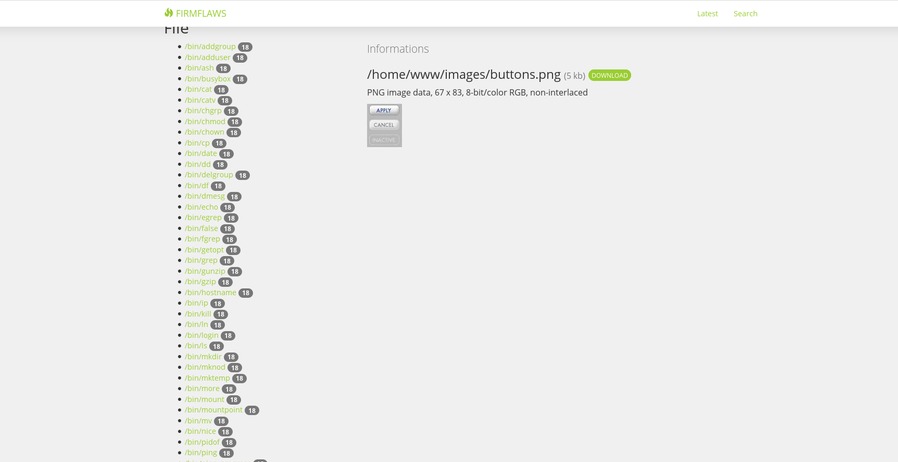 FIRMFLAWS
Latest
Search
File
/bin/addgroup 18
/bin/adduser 18
/bin/ash 18
/bin/busybox 18
/bin/cat 18
/bin/catv 18
/bin/chgrp 18
/bin/chmod 18
/bin/chown 18
/bin/cp 18
/bin/date 18
/bin/dd 18
/bin/delgroup 18
/bin/df 18
/bin/dmesg 18
/bin/echo 18
/bin/egrep 18
/bin/false 18
/bin/fgrep 18
/bin/getopt 18
/bin/grep 18
/bin/gunzip 18
/bin/gzip 18
/bin/hostname 18
/bin/ip 18
/bin/kill 18
/bin/ln 18
/bin/login 18
/bin/ls 18
/bin/mkdir 18
/bin/mknod 18
/bin/mktemp 18
/bin/more 18
/bin/mount 18
/bin/mountpoint 18
/bin/mv 18
/bin/nice 18
/bin/pidof 18
/bin/ping 18
Informations
/home/www/images/buttons.png (5 kb) DOWNLOAD
PNG image data, 67 x 83, 8-bit/color RGB, non-interlaced
APPLY
CANCEL
INACTIVE